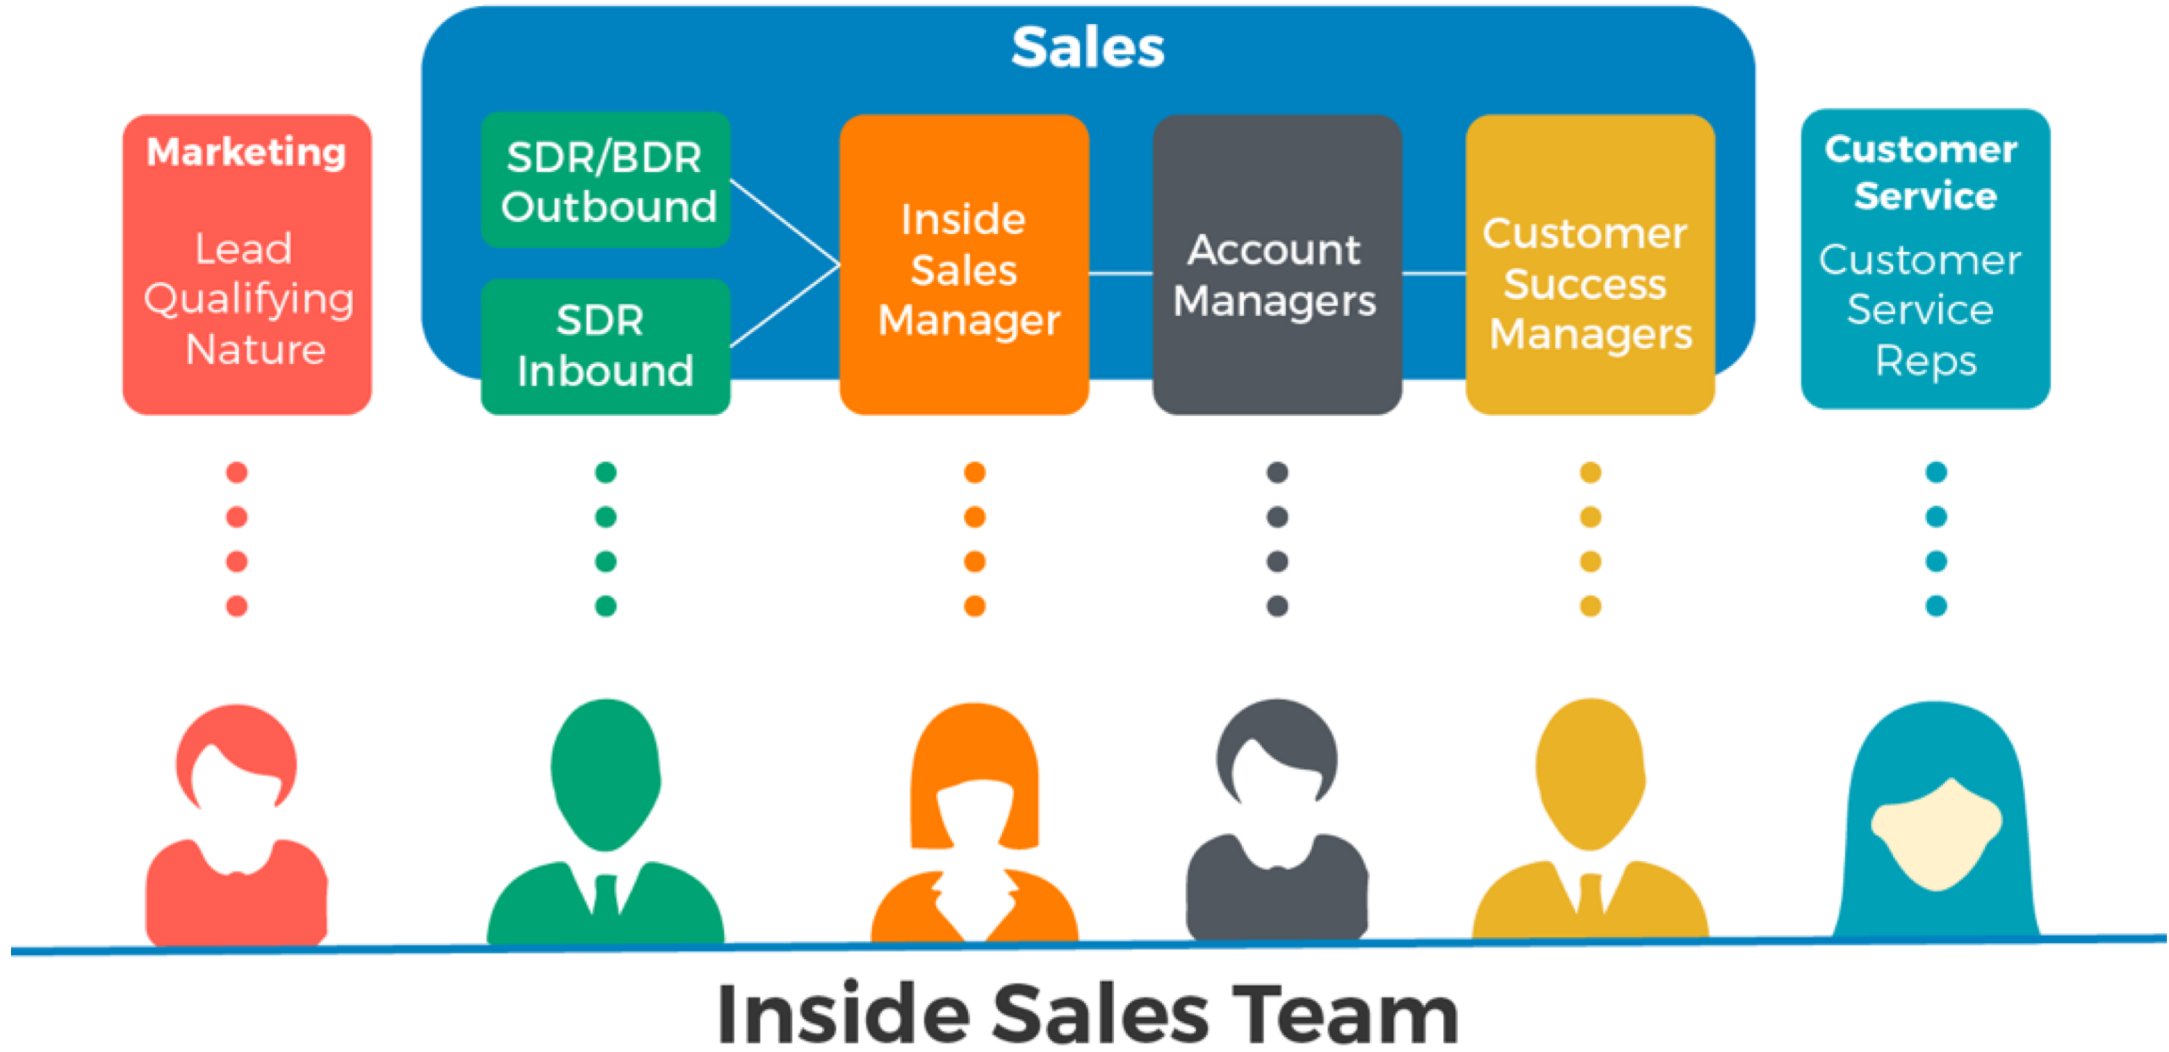 Sales
Marketing
Lead
Qualifying
Nature
SDR/BDR
Outbound
SDR
Inbound
Inside
Sales
Manager
Account
Managers
Customer
Success
Managers
Customer
Service
Customer
Service
Reps
Inside Sales Team